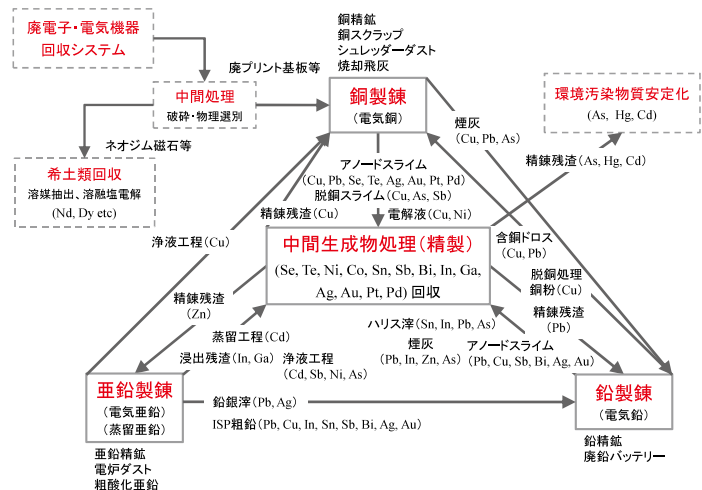 廃電子・電気機器
回収システム
中間処理
破砕・物理選別
廃プリント基板等
ネオジム磁石等
希土類回収
溶媒抽出、溶融塩電解
(Nd, Dy etc)
銅精鉱
銅スクラップ
シュレッダーダスト
焼却飛灰
銅製錬
(電気銅)
煙灰
(Cu, Pb, As)
環境汚染物質安定化
(As, Hg, Cd)
精錬残渣(As, Hg, Cd)
アノードスライム
(Cu, Pb, Se, Te, Ag, Au, Pt, Pd)
脱銅スライム(Cu, As, Sb)
電解液(Cu, Ni)
精錬残渣(Cu)
浄液工程(Cu)
中間生成物処理(精製)
(Se, Te, Ni, Co, Sn, Sb, Bi, In, Ga,
Ag, Au, Pt, Pd) 回収
含銅ドロス
(Cu, Pb)
脱銅処理
銅粉(Cu)
精錬残渣
(Zn)
精錬残渣
(Pb)
蒸留工程(Cd)
浸出残渣(In, Ga)
浄液工程
(Cd, Sb, Ni, As)
ハリス滓(Sn, In, Pb, As)
煙灰
(Pb, In, Zn, As)
アノードスライム
(Pb, Cu, Sb, Bi, Ag, Au)
亜鉛製錬
(電気亜鉛)
(蒸留亜鉛)
鉛銀滓(Pb, Ag)
ISP粗鉛(Pb, Cu, In, Sn, Sb, Bi, Ag, Au)
鉛製錬
(電気鉛)
亜鉛精鉱
電炉ダスト
粗酸化亜鉛
鉛精鉱
廃鉛バッテリー